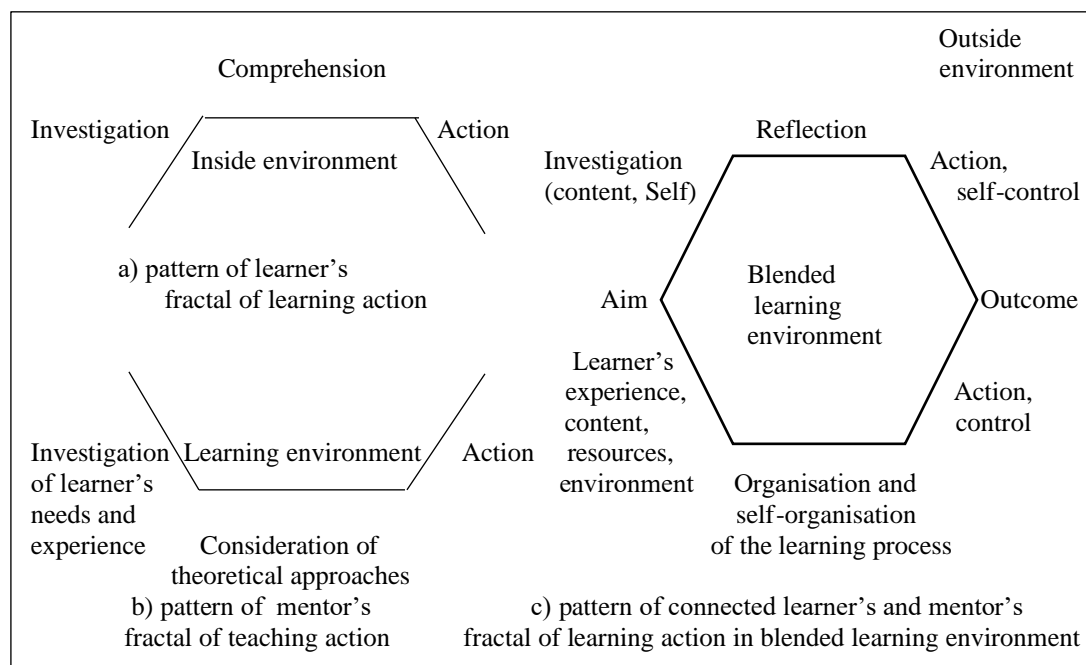 Outside
environment
Comprehension
Investigation
Action
Inside environment
a) pattern of learner's
fractal of learning action
Learning environment
Investigation
of learner's
needs and
experience
Action
Consideration of
theoretical approaches
b) pattern of mentor's
fractal of teaching action
Reflection
Investigation
(content, Self)
Action,
self-control
Aim
Blended
learning
environment
Outcome
Learner's
experience,
content,
resources,
environment
Action,
control
Organisation and
self-organisation
of the learning process
c) pattern of connected learner's and mentor's
fractal of learning action in blended learning environment